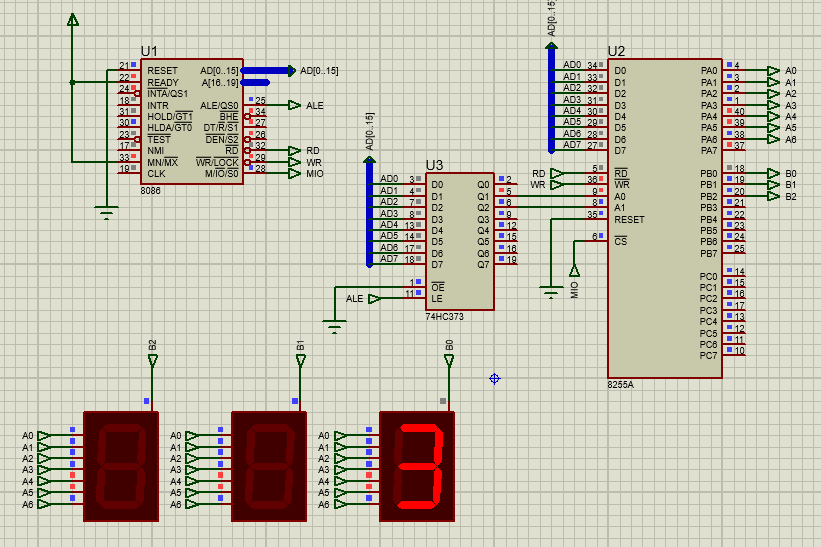 U1
21 RESET AD[0..15] AD[0..15]
22 READY A[16..19]
24 INTA/QS1
18 INTR ALE/QS0 25 ALE
31 HOLD/GT1 BHE 34
30 HLDA/GT0 DT/R/S1 27
23 TEST DEN/S2 26
17 NMI RD 32 RD
33 MN/MX WR/LOCK 29 WR
19 CLK M/IO/S0 28 MIO
8086
AD[0..15]
U3
AD0 3 D0 Q0 2
AD1 4 D1 Q1 5
AD2 7 D2 Q2 6
AD3 8 D3 Q3 9
AD4 13 D4 Q4 12
AD5 14 D5 Q5 15
AD6 17 D6 Q6 16
AD7 18 D7 Q7 19
1 OE
ALE 11 LE
74HC373
AD[0..15]
U2
AD0 34 D0 PA0 4 A0
AD1 33 D1 PA1 3 A1
AD2 32 D2 PA2 2 A2
AD3 31 D3 PA3 1 A3
AD4 30 D4 PA4 40 A4
AD5 29 D5 PA5 39 A5
AD6 28 D6 PA6 38 A6
AD7 27 D7 PA7 37
RD 5 RD PB0 18 B0
WR 36 WR PB1 19 B1
9 A0 PB2 20 B2
8 A1 PB3 21
35 RESET PB4 22
PB5 23
6 CS PB6 24
PB7 25
MIO
PC0 14
PC1 15
PC2 16
PC3 17
PC4 13
PC5 12
PC6 11
PC7 10
8255A
B2
A0
A1
A2
A3
A4
A5
A6
B1
A0
A1
A2
A3
A4
A5
A6
B0
A0
A1
A2
A3
A4
A5
A6
3